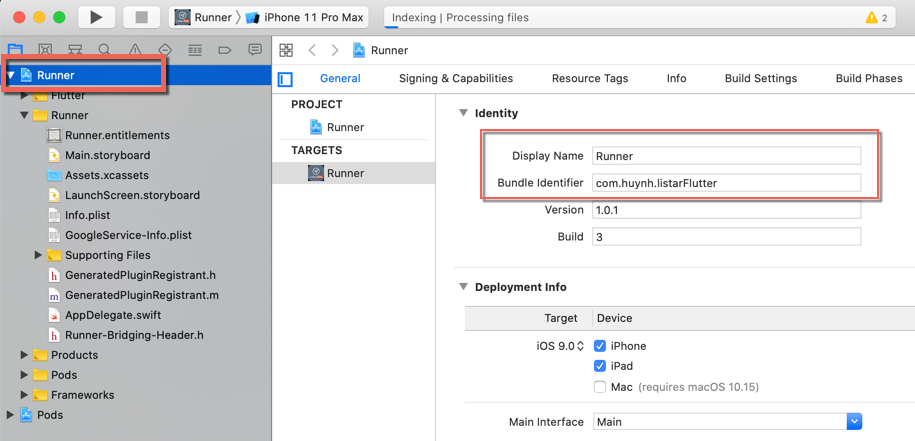 Runner 〉 iPhone 11 Pro Max
Indexing | Processing files
2
Runner
Flutter
Runner
Runner.entitlements
Main.storyboard
Assets.xcassets
LaunchScreen.storyboard
Info.plist
GoogleService-Info.plist
Supporting Files
GeneratedPluginRegistrant.h
GeneratedPluginRegistrant.m
AppDelegate.swift
Runner-Bridging-Header.h
Products
Pods
Frameworks
Pods
Runner
General Signing & Capabilities Resource Tags Info Build Settings Build Phases
PROJECT
Runner
TARGETS
Runner
Identity
Display Name Runner
Bundle Identifier com.huynh.listarFlutter
Version 1.0.1
Build 3
Deployment Info
Target Device
iOS 9.0 iPhone
iPad
Mac (requires macOS 10.15)
Main Interface Main